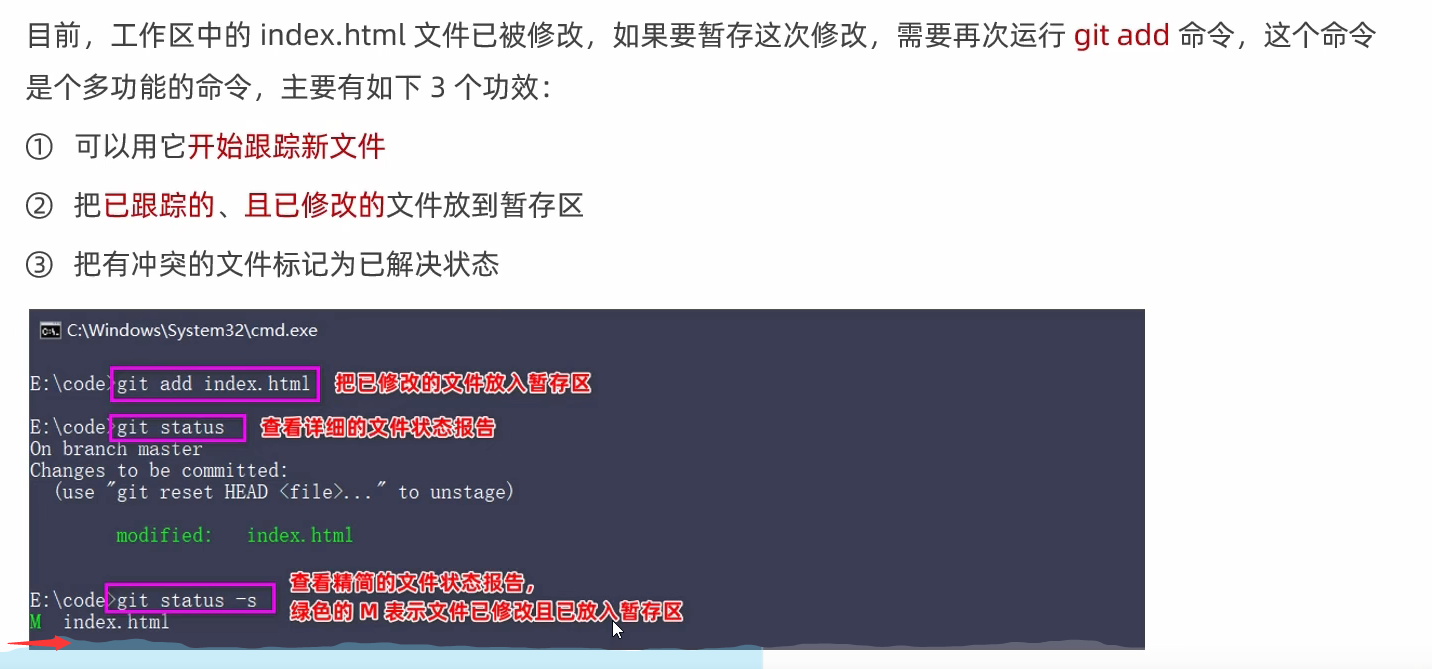 目前，工作区中的 index.html 文件已被修改，如果要暂存这次修改，需要再次运行 git add 命令，这个命令
是个多功能的命令，主要有如下 3 个功效：
① 可以用它开始跟踪新文件
② 把已跟踪的、且已修改的文件放到暂存区
③ 把有冲突的文件标记为已解决状态
C:\Windows\System32\cmd.exe
E:\code>git add index.html 把已修改的文件放入暂存区
E:\code>git status 查看详细的文件状态报告
On branch master
Changes to be committed:
(use "git reset HEAD <file>..." to unstage)
modified: index.html
查看精简的文件状态报告，
E:\code>git status -s 绿色的 M 表示文件已修改且已放入暂存区
M index.html